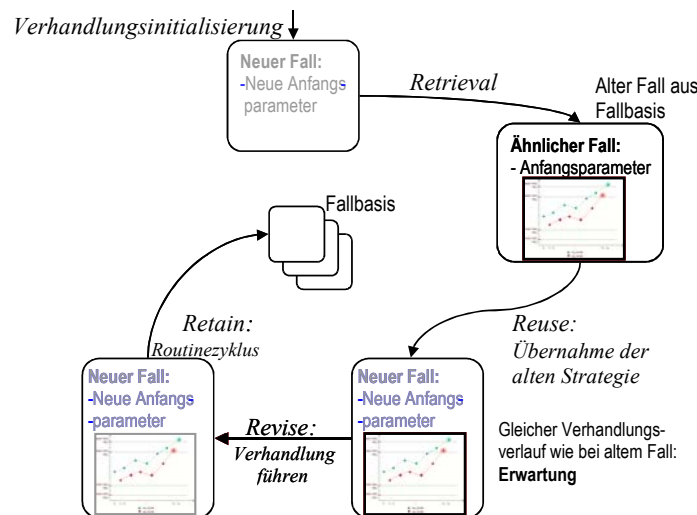 Verhandlungsinitialisierung
Neuer Fall:
-Neue Anfangs-
parameter
Retrieval
Alter Fall aus
Fallbasis
Ähnlicher Fall:
- Anfangsparameter
Fallbasis
Retain:
Routinezyklus
Reuse:
Übernahme der
alten Strategie
Neuer Fall:
-Neue Anfangs-
-parameter
Revise:
Verhandlung
führen
Neuer Fall:
-Neue Anfangs-
-parameter
Gleicher Verhandlungs-
verlauf wie bei altem Fall:
Erwartung